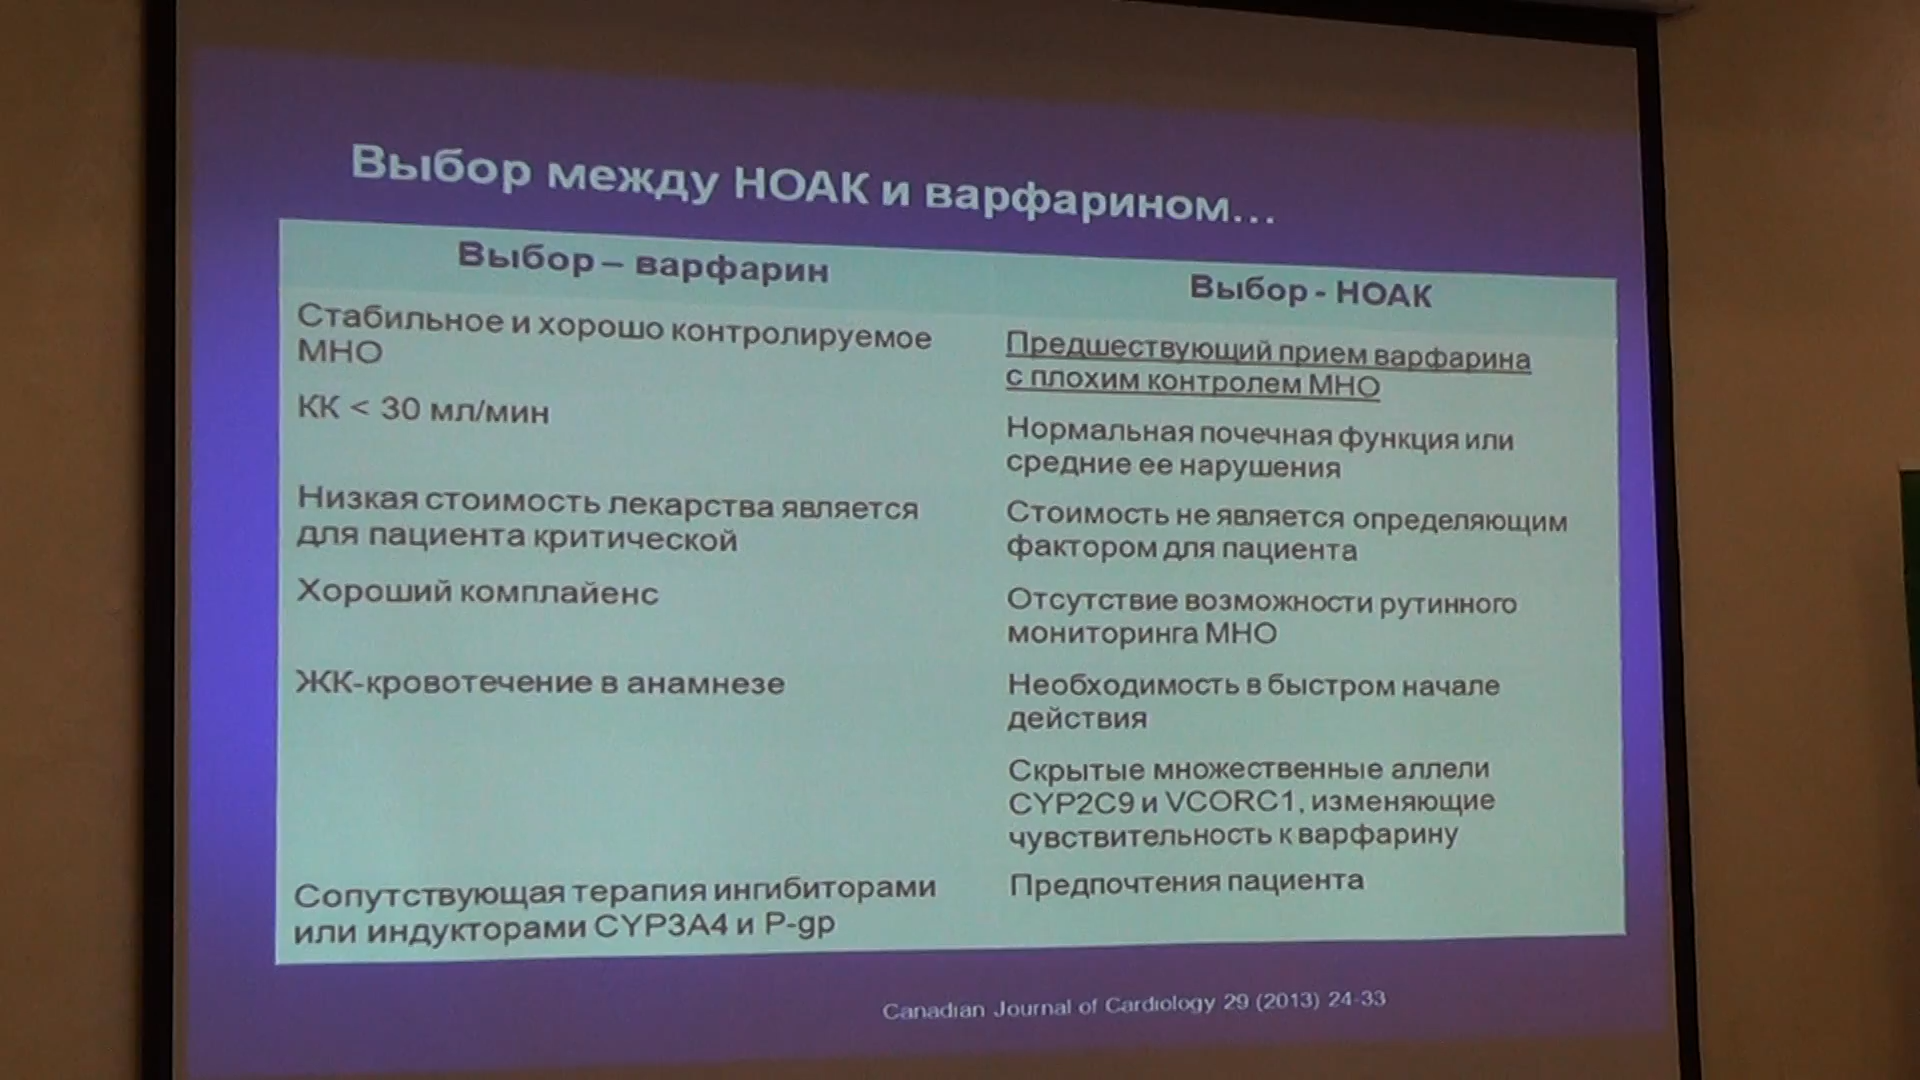 Выбор между НОАК и варфарином...
Выбор – варфарин
Стабильное и хорошо контролируемое
МНО
КК < 30 мл/мин
Низкая стоимость лекарства является
для пациента критической
Хороший комплайенс
ЖК-кровотечение в анамнезе
Сопутствующая терапия ингибиторами
или индукторами CYP3A4 и P-gp
Выбор - НОАК
Предшествующий прием варфарина
с плохим контролем МНО
Нормальная почечная функция или
средние ее нарушения
Стоимость не является определяющим
фактором для пациента
Отсутствие возможности рутинного
мониторинга МНО
Необходимость в быстром начале
действия
Скрытые множественные аллели
CYP2C9 и VCORC1, изменяющие
чувствительность к варфарину
Предпочтения пациента
Canadian Journal of Cardiology 29 (2013) 24-33